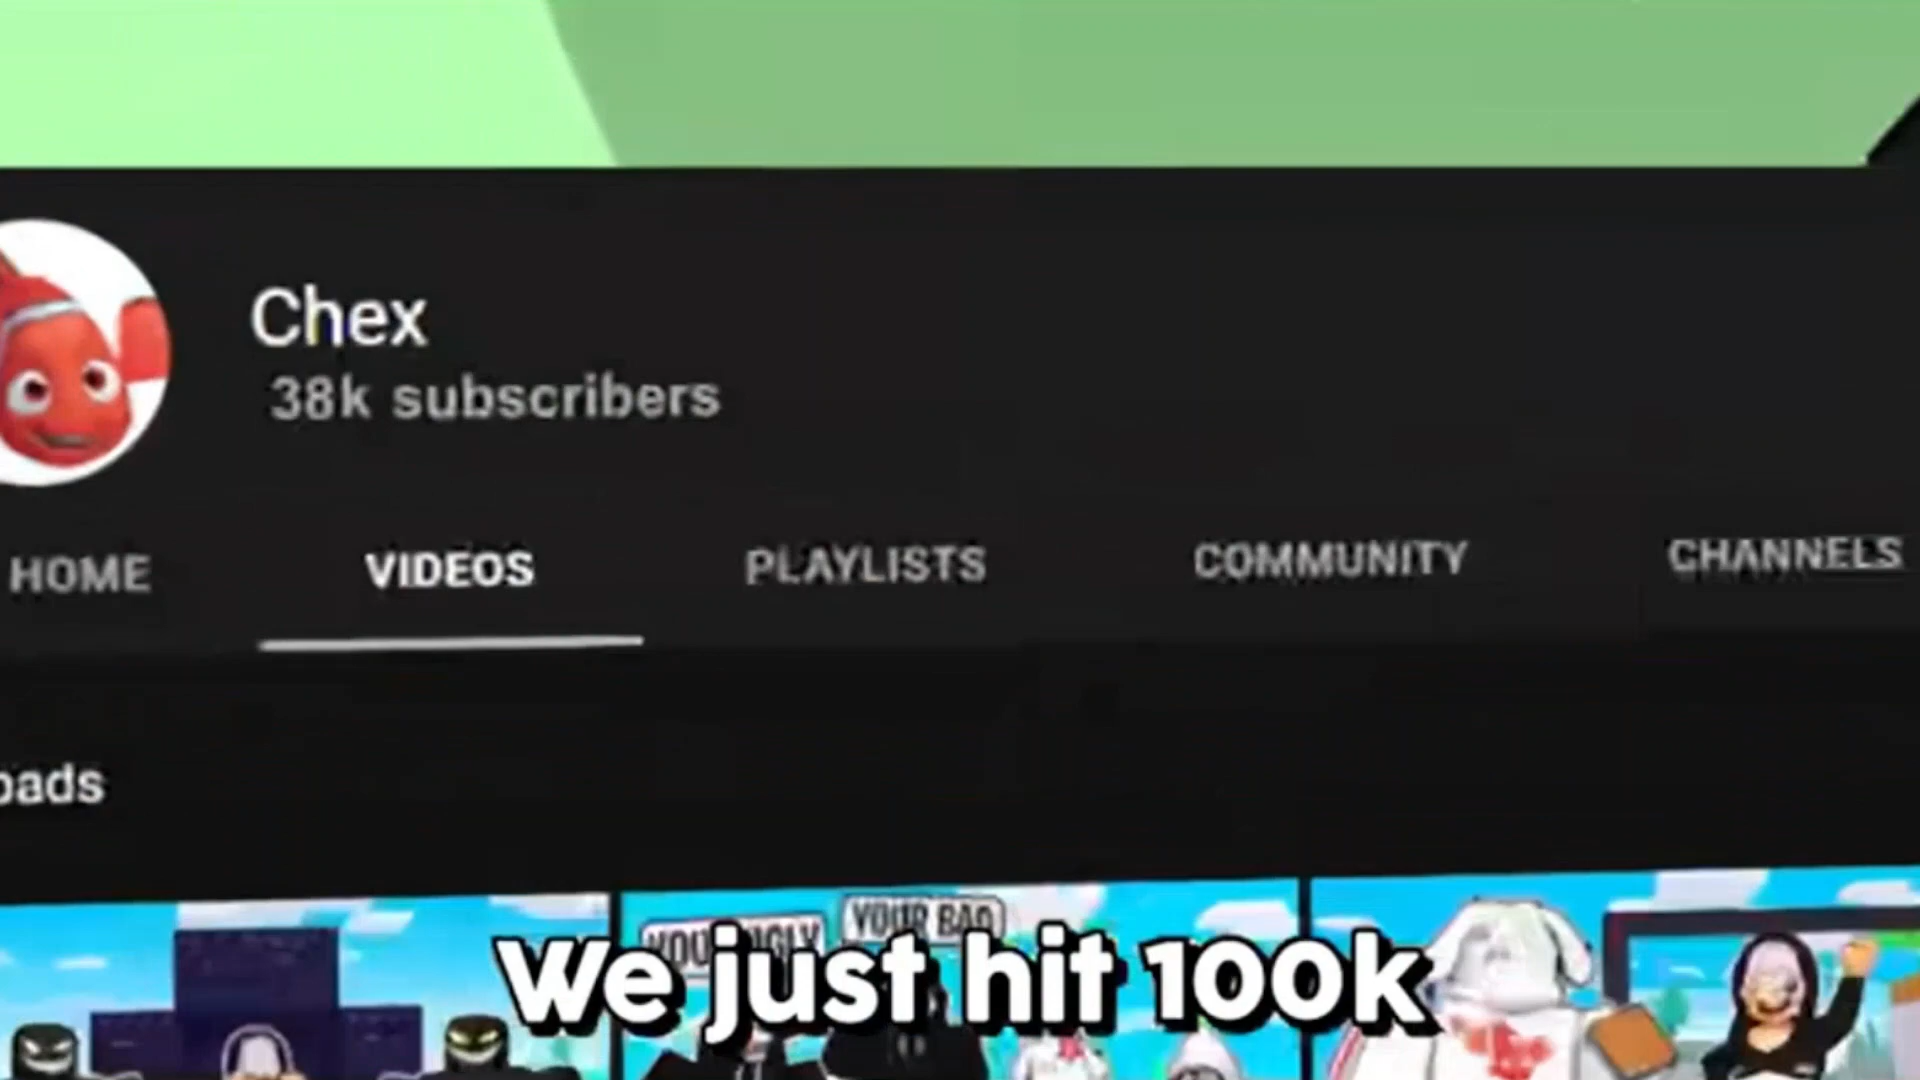 Chex
38k subscribers
HOME VIDEOS PLAYLISTS COMMUNITY CHANNELS
oads
YOUR BAD
We just hit 100k